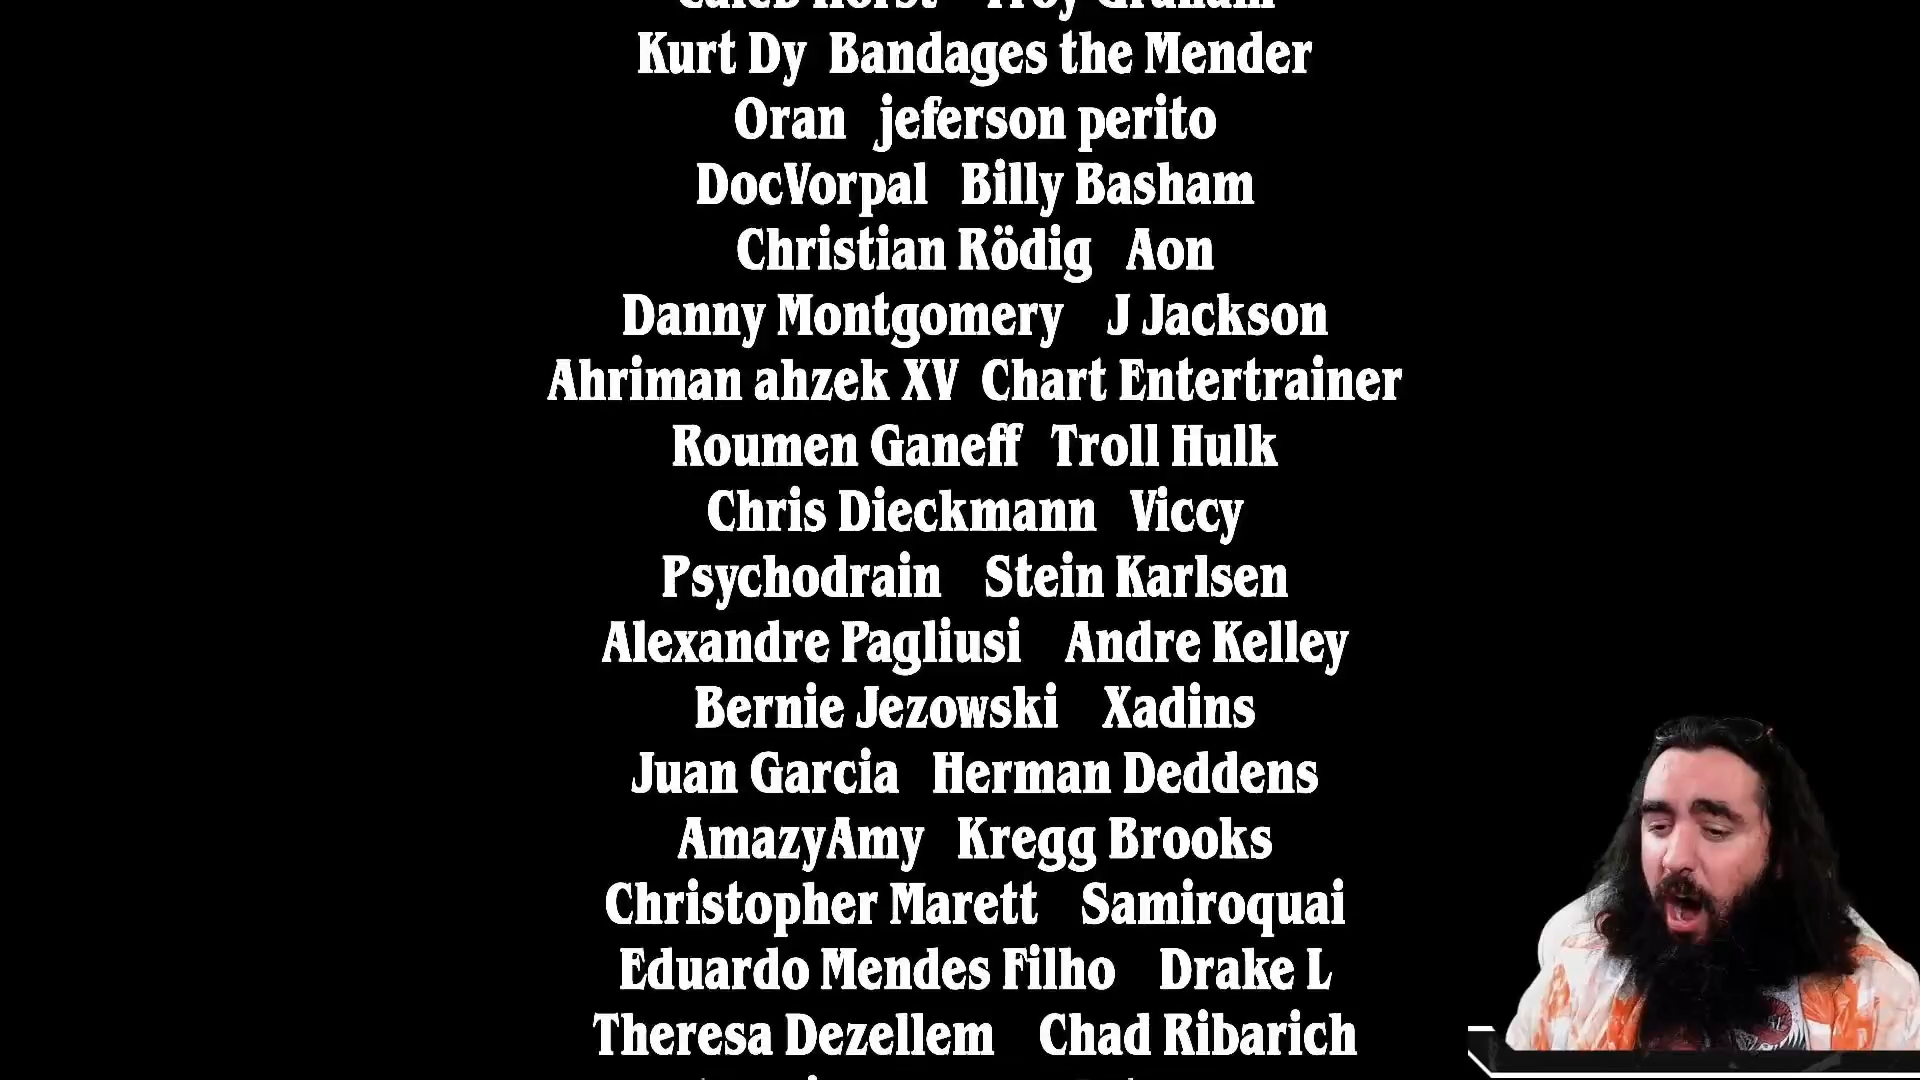 Kurt Dy Bandages the Mender
Oran jeferson perito
DocVorpal Billy Basham
Christian Rödig Aon
Danny Montgomery J Jackson
Ahriman ahzek XV Chart Entertrainer
Roumen Ganeff Troll Hulk
Chris Dieckmann Viccy
Psychodrain Stein Karlsen
Alexandre Pagliusi Andre Kelley
Bernie Jezowski Xadins
Juan Garcia Herman Deddens
AmazyAmy Kregg Brooks
Christopher Marett Samiroquai
Eduardo Mendes Filho Drake L
Theresa Dezellem Chad Ribarich